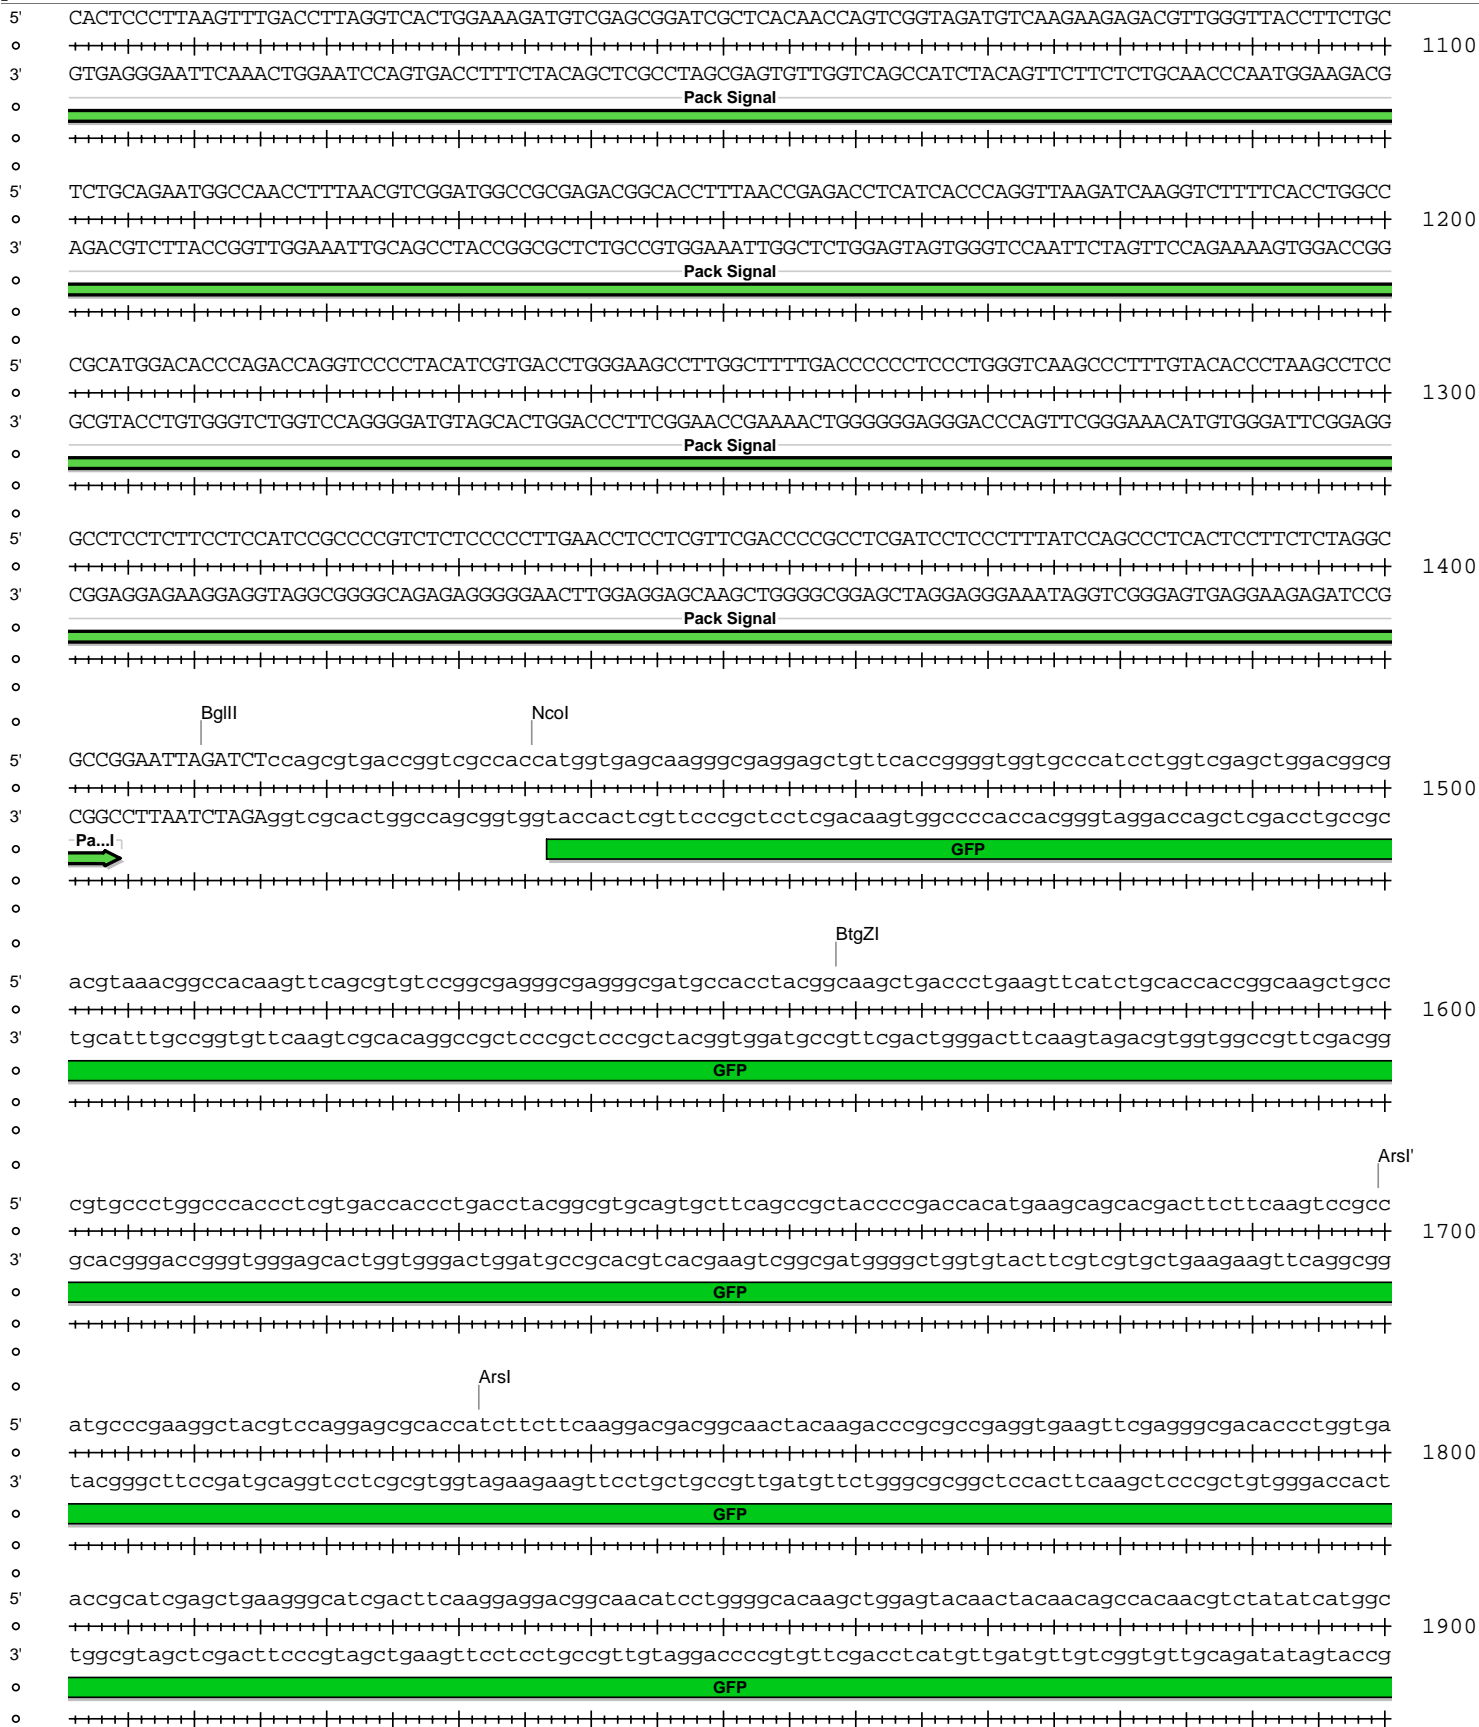 5' CACTCCCTTAAGTTTGACCTTAGGTCACTGGAAAGATGTCGAGCGGATCGCTCACAACCAGTCGGTAGATGTCAAGAAGAGACGTTGGGTTACCTTCTGC
1100
3' GTGAGGGAATTCAAACTGGAATCCAGTGACCTTTCTACAGCTCGCCTAGCGAGTGTTGGTCAGCCATCTACAGTTCTTCTCTGCAACCCAATGGAAGACG
Pack Signal
5' TCTGCAGAATGGCCAACCTTTAACGTCGGATGGCCGCGAGACGGCACCTTTAACCGAGACCTCATCACCCAGGTTAAGATCAAGGTCTTTTCACCTGGCC
1200
3' AGACGTCTTACCGGTTGGAAATTGCAGCCTACCGGCGCTCTGCCGTGGAAATTGGCTCTGGAGTAGTGGGTCCAATTCTAGTTCCAGAAAAGTGGACCGG
Pack Signal
5' CGCATGGACACCCAGACCAGGTCCCCTACATCGTGACCTGGGAAGCCTTGGCTTTTGACCCCCCTCCCTGGGTCAAGCCCTTTGTACACCCTAAGCCTCC
1300
3' GCGTACCTGTGGGTCTGGTCCAGGGGATGTAGCACTGGACCCTTCGGAACCGAAAACTGGGGGGAGGGACCCAGTTCGGGAAACATGTGGGATTCGGAGG
Pack Signal
5' GCCTCCTCTTCCTCCATCCGCCCCGTCTCTCCCCCTTGAACCTCCTCGTTCGACCCCGCCTCGATCCTCCCTTTATCCAGCCCTCACTCCTTCTCTAGGC
1400
3' CGGAGGAGAAGGAGGTAGGCGGGGCAGAGAGGGGGAACTTGGAGGAGCAAGCTGGGGCGGAGCTAGGAGGGAAATAGGTCGGGAGTGAGGAAGAGATCCG
Pack Signal
BglII NcoI
5' GCCGGAATTAGATCTccagcgtgaccggtcgccaccatggtgagcaagggcgaggagctgttcaccggggtggtgcccatcctggtcgagctggacggcg
1500
3' CGGCCTTAATCTAGAggtcgcactggccagcggtggtaccactcgttcccgctcctcgacaagtggccccaccacgggtaggaccagctcgacctgccgc
Pa...l GFP
BtgZI
5' acgtaaacggccacaagttcagcgtgtccggcgagggcgagggcgatgccacctacggcaagctgaccctgaagttcatctgcaccaccggcaagctgcc
1600
3' tgcatttgccggtgttcaagtcgcacaggccgctcccgctcccgctacggtggatgccgttcgactgggacttcaagtagacgtggtggccgttcgacgg
GFP
ArsI'
5' cgtgccctggcccaccctcgtgaccaccctgacctacggcgtgcagtgcttcagccgctaccccgaccacatgaagcagcacgacttcttcaagtccgcc
1700
3' gcacgggaccgggtgggagcactggtgggactggatgccgcacgtcacgaagtcggcgatggggctggtgtacttcgtcgtgctgaagaagttcaggcgg
GFP
ArsI
5' atgcccgaaggctacgtccaggagcgcaccatcttcttcaaggacgacggcaactacaagacccgcgccgaggtgaagttcgagggcgacaccctggtga
1800
3' tacgggcttccgatgcaggtcctcgcgtggtagaagaagttcctgctgccgttgatgttctgggcgcggctccacttcaagctcccgctgtgggaccact
GFP
5' accgcatcgagctgaagggcatcgacttcaaggaggacggcaacatcctggggcacaagctggagtacaactacaacagccacaacgtctatatcatggc
1900
3' tggcgtagctcgacttcccgtagctgaagttcctcctgccgttgtaggaccccgtgttcgacctcatgttgatgttgtcggtgttgcagatatagtaccg
GFP